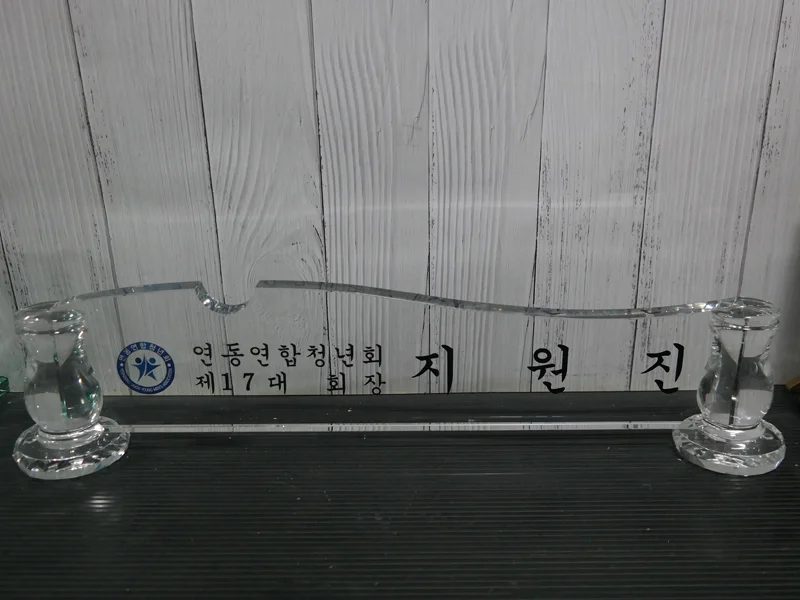 연동연합청년회
제17대 회장
지원진